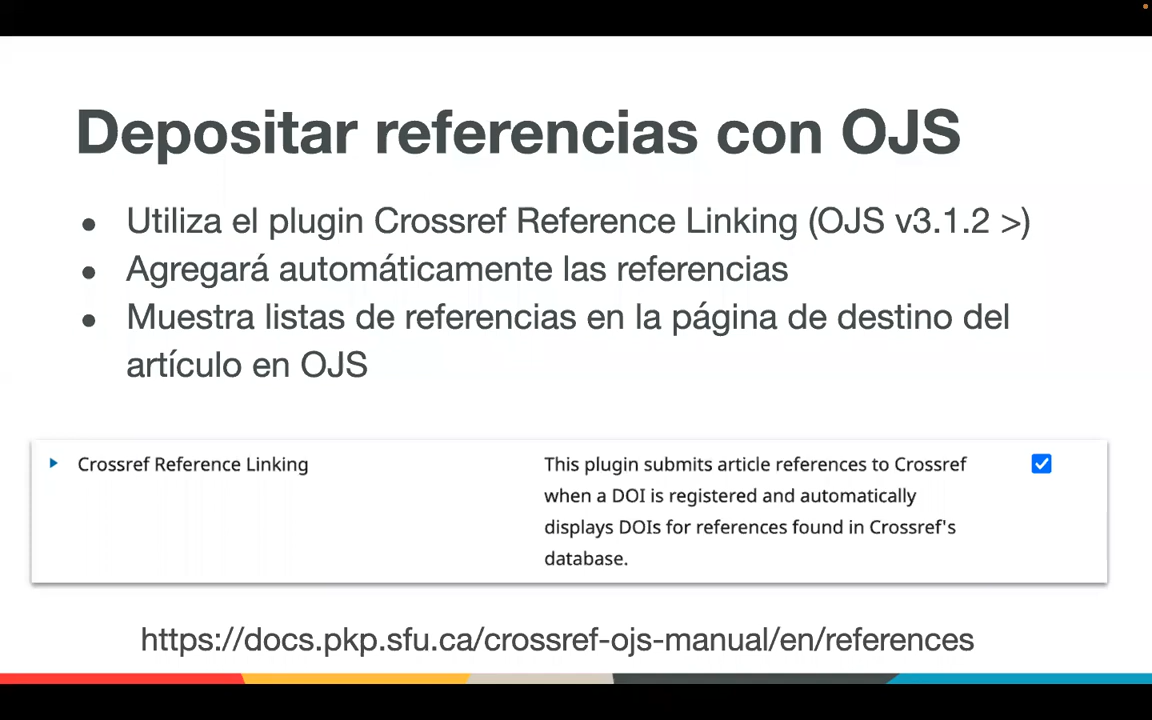 Depositar referencias con OJS
● Utiliza el plugin Crossref Reference Linking (OJS v3.1.2 >)
● Agregará automáticamente las referencias
● Muestra listas de referencias en la página de destino del
artículo en OJS
Crossref Reference Linking
This plugin submits article references to Crossref
when a DOI is registered and automatically
displays DOIs for references found in Crossref's
database.
https://docs.pkp.sfu.ca/crossref-ojs-manual/en/references